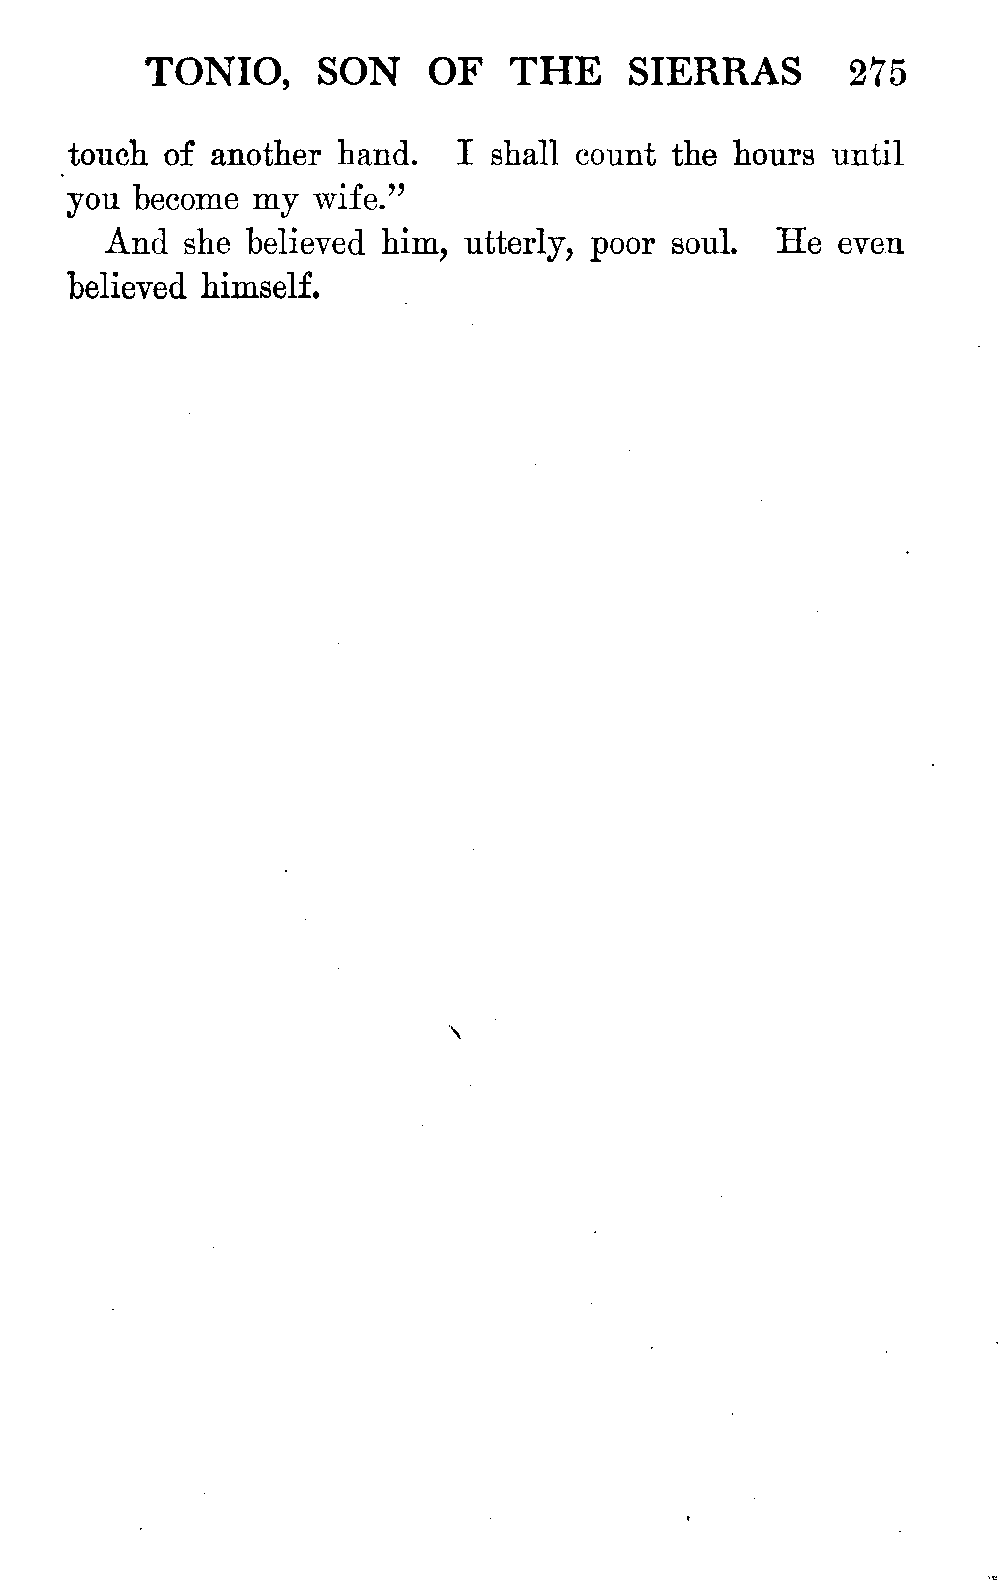 TONIO, SON OF THE SIERRAS 275
touch of another hand. I shall count the hours until
you become my wife."
And she believed him, utterly, poor soul. He even
believed himself.